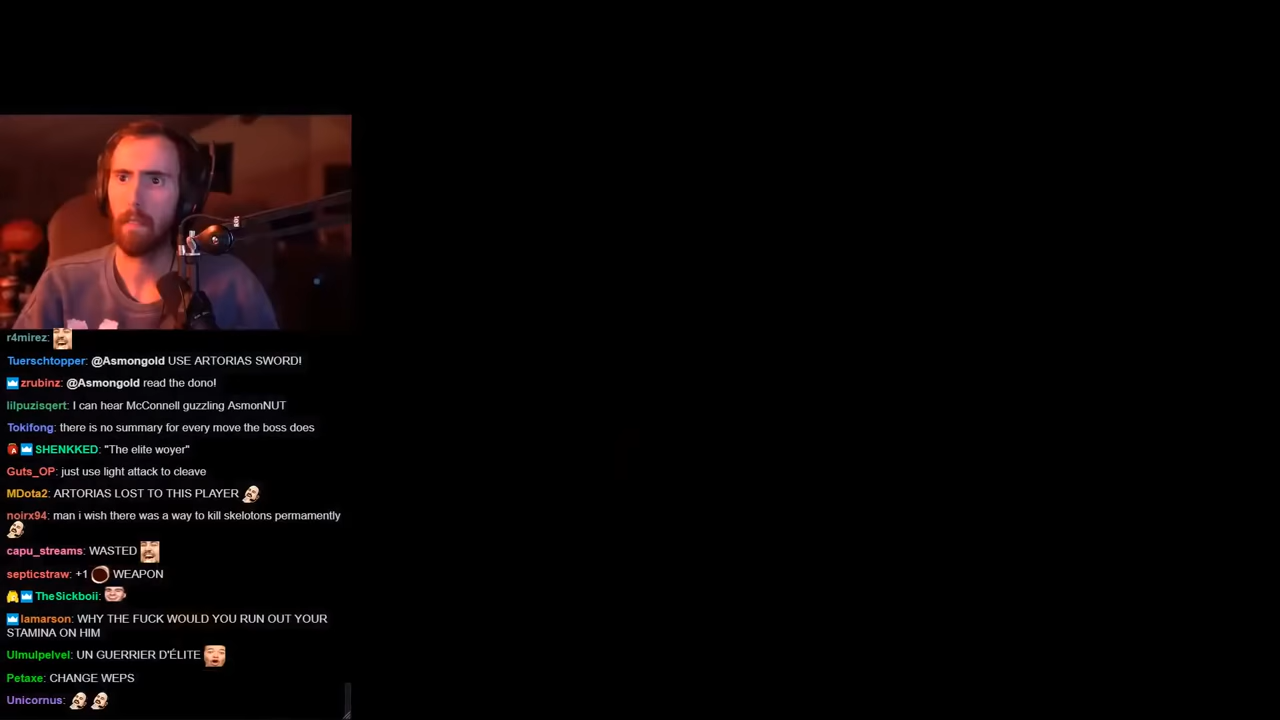 r4mirez:
Tuerschtopper: @Asmongold USE ARTORIAS SWORD!
zrubinz: @Asmongold read the dono!
lilpuzisqert: I can hear McConnell guzzling AsmonNUT
Tokifong: there is no summary for every move the boss does
SHENKKED: "The elite woyer"
Guts_OP: just use light attack to cleave
MDota2: ARTORIAS LOST TO THIS PLAYER
noirx94: man i wish there was a way to kill skelotons permamently
capu_streams: WASTED
septicstraw: +1 WEAPON
TheSickboii:
lamarson: WHY THE FUCK WOULD YOU RUN OUT YOUR
STAMINA ON HIM
Ulmulpelvel: UN GUERRIER D'ÉLITE
Petaxe: CHANGE WEPS
Unicornus: